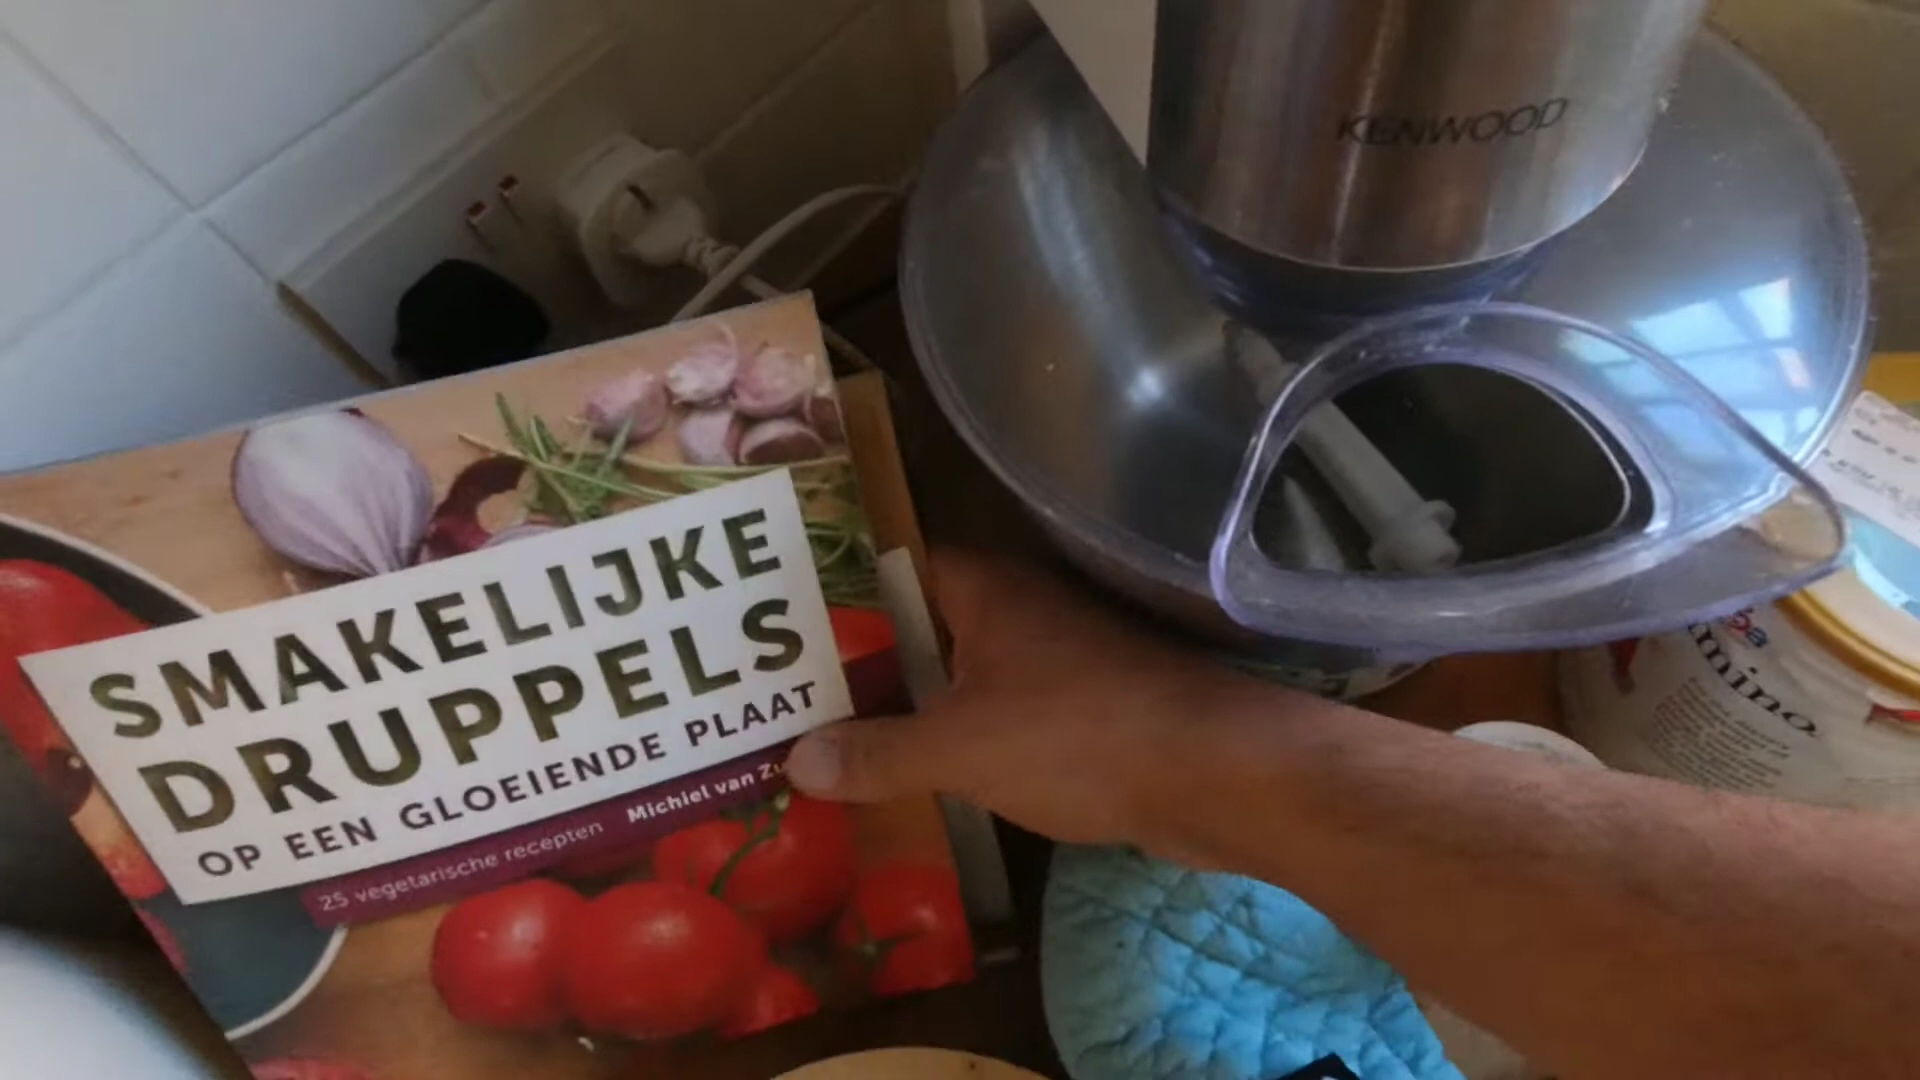 KENWOOD
SMAKELIJKE
DRUPPELS
OP EEN GLOEIENDE PLAAT
25 vegetarische recepten Michiel van